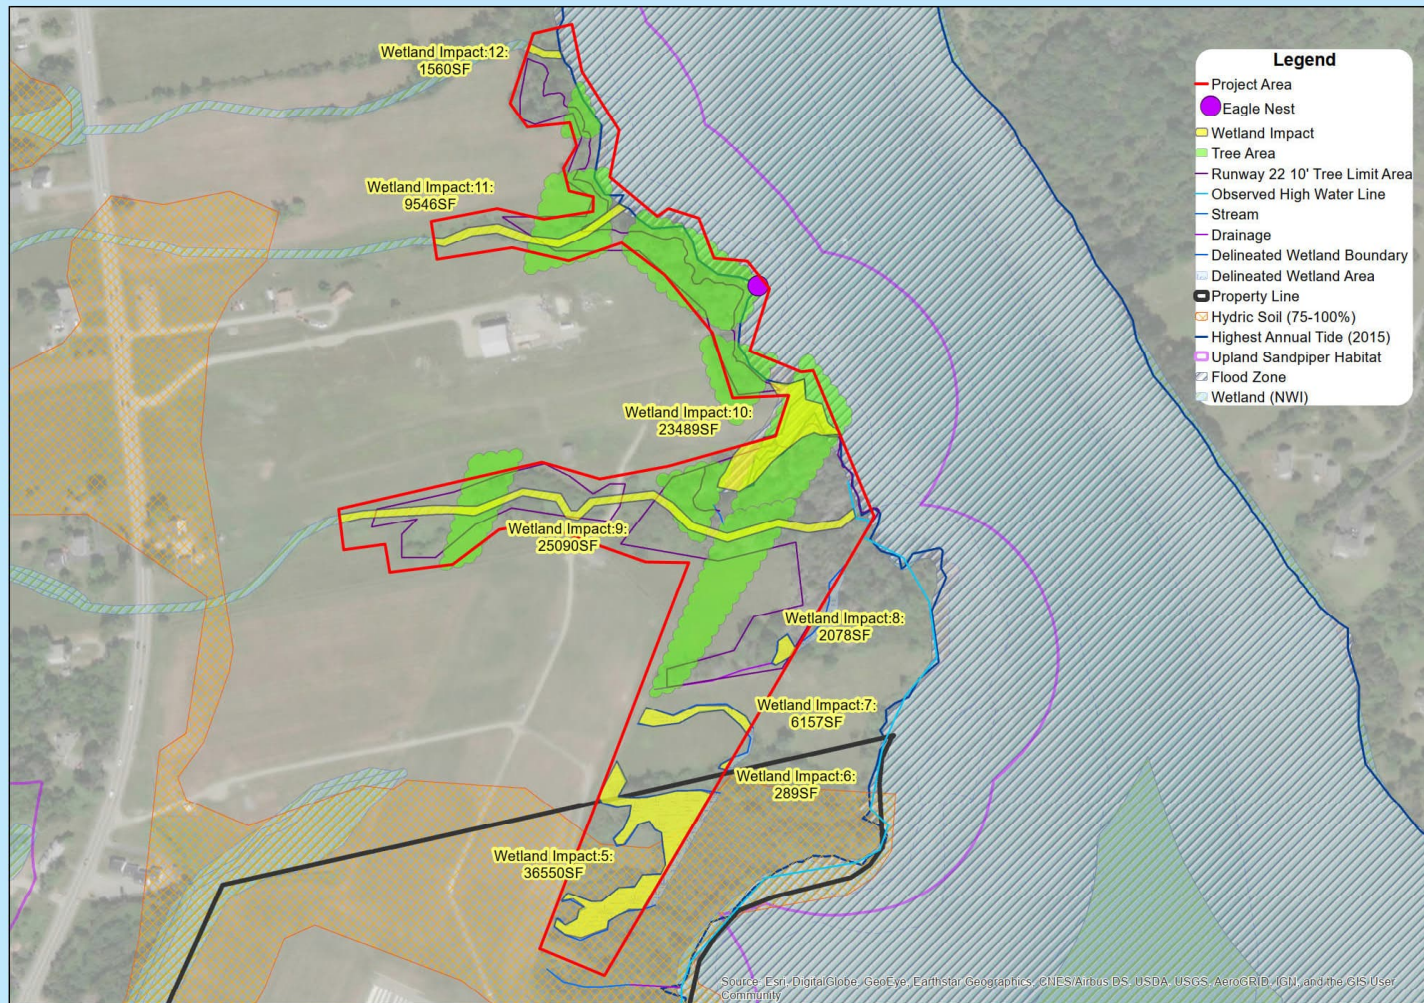 Wetland Impact:12:
1560SF
Legend
Project Area
Eagle Nest
Wetland Impact
Tree Area
Runway 22 10' Tree Limit Area
Observed High Water Line
Stream
Drainage
Delineated Wetland Boundary
Delineated Wetland Area
Property Line
Hydric Soil (75-100%)
Highest Annual Tide (2015)
Upland Sandpiper Habitat
Flood Zone
Wetland (NWI)
Wetland Impact:11:
9546SF
Wetland Impact:10:
23489SF
Wetland Impact:9:
25090SF
Wetland Impact:8:
2078SF
Wetland Impact:7:
6157SF
Wetland Impact:6:
289SF
Wetland Impact:5:
36550SF
Source: Esri, DigitalGlobe, GeoEye, Earthstar Geographics, CNES/Airbus DS, USDA, USGS, AeroGRID, IGN, and the GIS User
Community